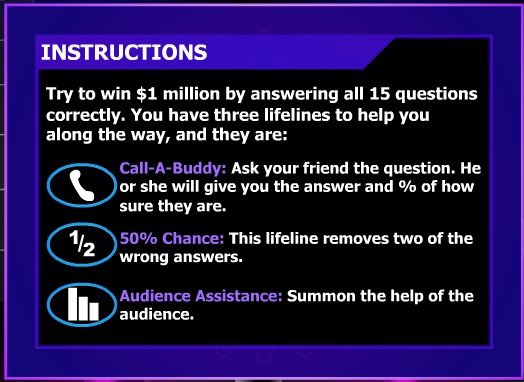 INSTRUCTIONS
Try to win $1 million by answering all 15 questions
correctly. You have three lifelines to help you
along the way, and they are:
Call-A-Buddy: Ask your friend the question. He
or she will give you the answer and % of how
sure they are.
1/2
50% Chance: This lifeline removes two of the
wrong answers.
Audience Assistance: Summon the help of the
audience.